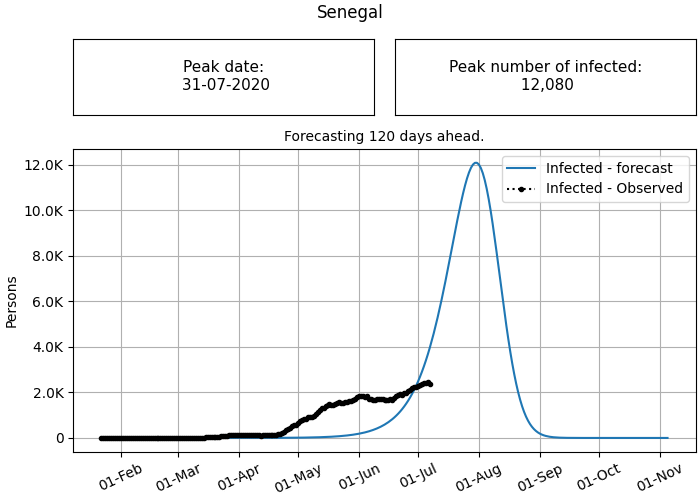 Senegal
Peak date:
31-07-2020
Peak number of infected:
12,080
Forecasting 120 days ahead.
12.0K
10.0K
8.0K
6.0K
4.0K
2.0K
0
Persons
Infected - forecast
Infected - Observed
01-Feb
01-Mar
01-Apr
01-May
01-Jun
01-Jul
01-Aug
01-Sep
01-Oct
01-Nov